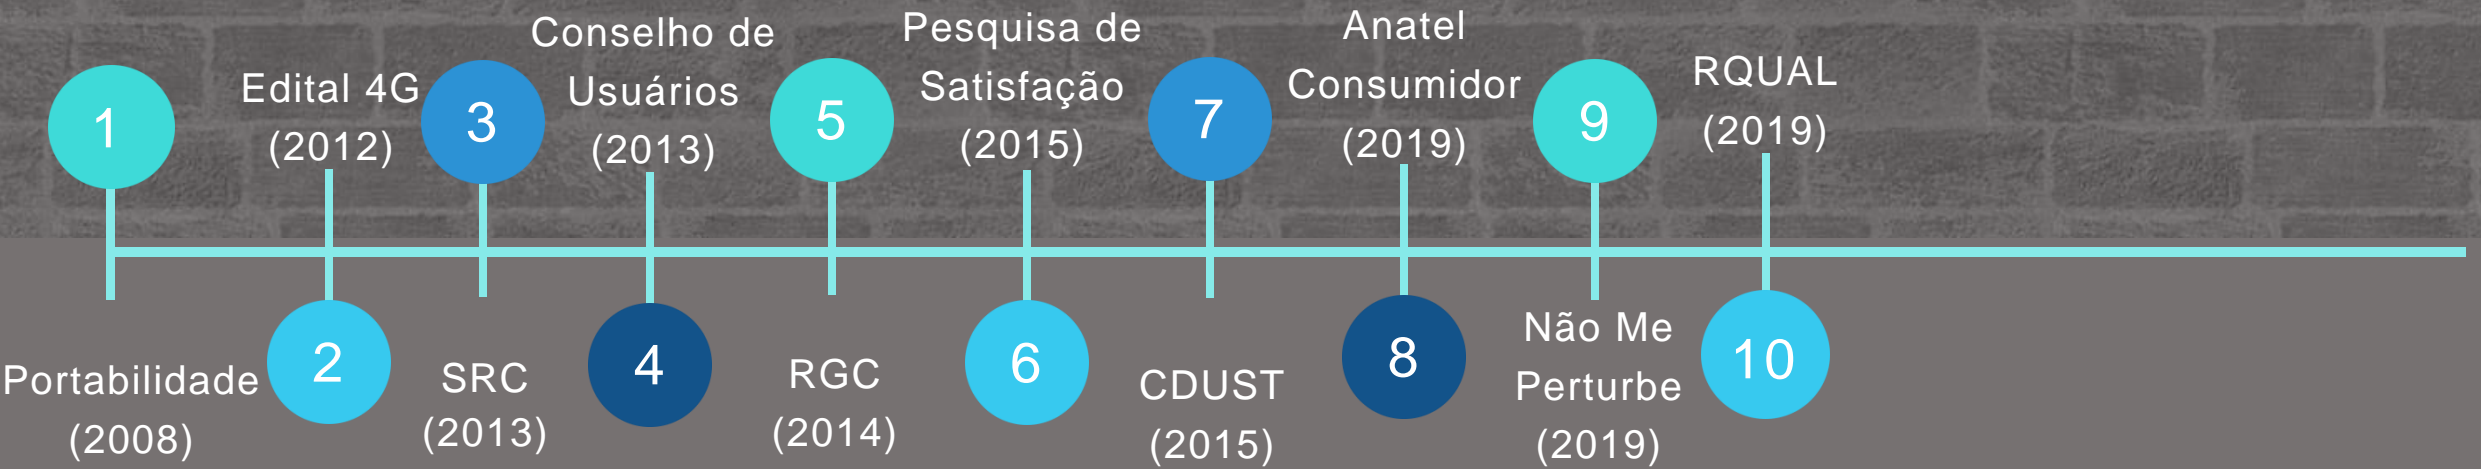 1
Portabilidade
(2008)
Edital 4G
(2012)
2
3
SRC
(2013)
Conselho de
Usuários
(2013)
4
5
RGC
(2014)
Pesquisa de
Satisfação
(2015)
6
7
CDUST
(2015)
Anatel
Consumidor
(2019)
8
9
Não Me
Perturbe
(2019)
RQUAL
(2019)
10